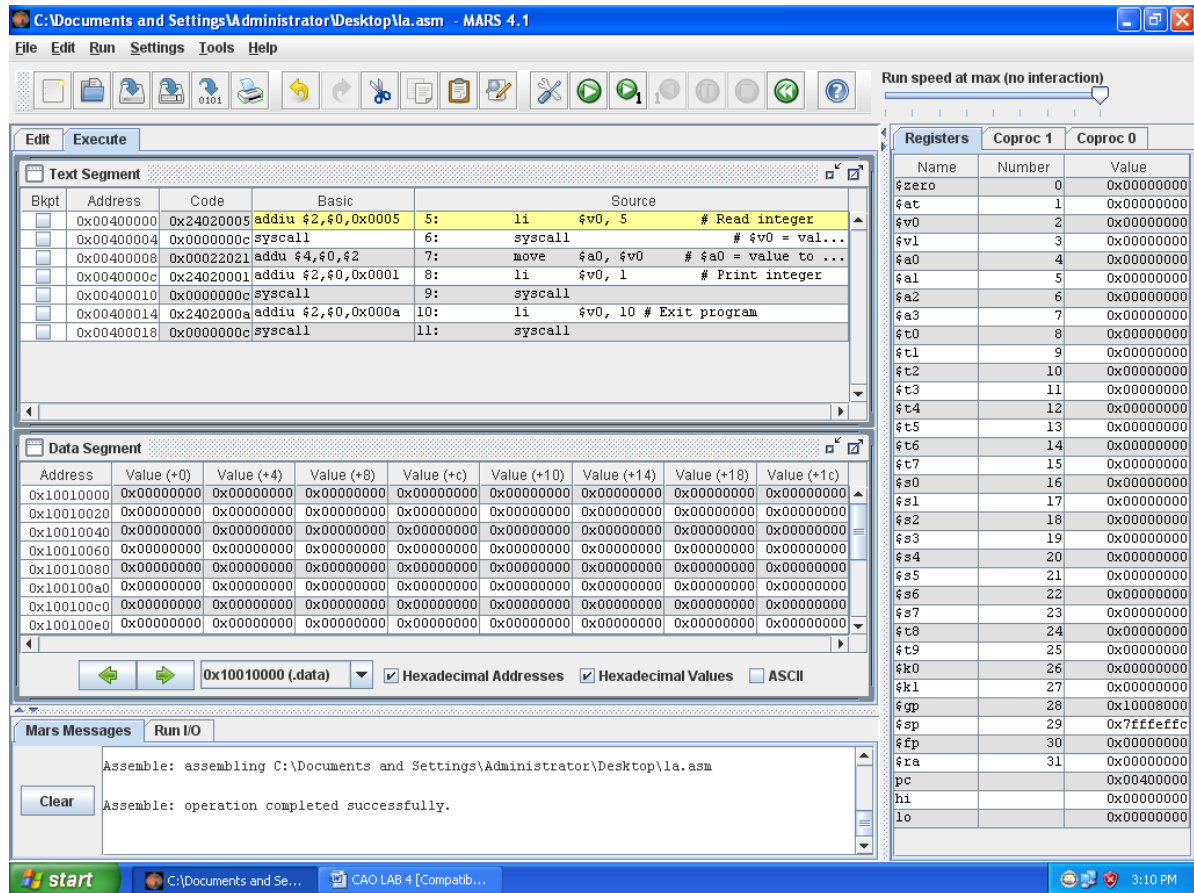 C:\Documents and Settings\Administrator\Desktop\la.asm - MARS 4.1
File Edit Run Settings Tools Help
Run speed at max (no interaction)
Edit Execute
Text Segment
Bkpt Address Code Basic Source
0x00400000 0x24020005 addiu $2,$0,0x0005 5: li $v0, 5 # Read integer
0x00400004 0x0000000c syscall 6: syscall # $v0 = val...
0x00400008 0x00022021 addu $4,$0,$2 7: move $a0, $v0 # $a0 = value to ...
0x0040000c 0x24020001 addiu $2,$0,0x0001 8: li $v0, 1 # Print integer
0x00400010 0x0000000c syscall 9: syscall
0x00400014 0x2402000a addiu $2,$0,0x000a 10: li $v0, 10 # Exit program
0x00400018 0x0000000c syscall 11: syscall
Data Segment
Address Value (+0) Value (+4) Value (+8) Value (+c) Value (+10) Value (+14) Value (+18) Value (+1c)
0x10010000 0x00000000 0x00000000 0x00000000 0x00000000 0x00000000 0x00000000 0x00000000 0x00000000
0x10010020 0x00000000 0x00000000 0x00000000 0x00000000 0x00000000 0x00000000 0x00000000 0x00000000
0x10010040 0x00000000 0x00000000 0x00000000 0x00000000 0x00000000 0x00000000 0x00000000 0x00000000
0x10010060 0x00000000 0x00000000 0x00000000 0x00000000 0x00000000 0x00000000 0x00000000 0x00000000
0x10010080 0x00000000 0x00000000 0x00000000 0x00000000 0x00000000 0x00000000 0x00000000 0x00000000
0x100100a0 0x00000000 0x00000000 0x00000000 0x00000000 0x00000000 0x00000000 0x00000000 0x00000000
0x100100c0 0x00000000 0x00000000 0x00000000 0x00000000 0x00000000 0x00000000 0x00000000 0x00000000
0x100100e0 0x00000000 0x00000000 0x00000000 0x00000000 0x00000000 0x00000000 0x00000000 0x00000000
0x10010000 (.data) Hexadecimal Addresses Hexadecimal Values ASCII
Mars Messages Run I/O
Assemble: assembling C:\Documents and Settings\Administrator\Desktop\la.asm
Assemble: operation completed successfully.
Clear
Registers Coproc 1 Coproc 0
Name Number Value
$zero 0 0x00000000
$at 1 0x00000000
$v0 2 0x00000000
$v1 3 0x00000000
$a0 4 0x00000000
$a1 5 0x00000000
$a2 6 0x00000000
$a3 7 0x00000000
$t0 8 0x00000000
$t1 9 0x00000000
$t2 10 0x00000000
$t3 11 0x00000000
$t4 12 0x00000000
$t5 13 0x00000000
$t6 14 0x00000000
$t7 15 0x00000000
$s0 16 0x00000000
$s1 17 0x00000000
$s2 18 0x00000000
$s3 19 0x00000000
$s4 20 0x00000000
$s5 21 0x00000000
$s6 22 0x00000000
$s7 23 0x00000000
$t8 24 0x00000000
$t9 25 0x00000000
$k0 26 0x00000000
$k1 27 0x00000000
$gp 28 0x10008000
$sp 29 0x7fffeffc
$fp 30 0x00000000
$ra 31 0x00000000
pc 0x00400000
hi 0x00000000
lo 0x00000000
start C:\Documents and Se... CAO LAB 4 [Compatib... 3:10 PM